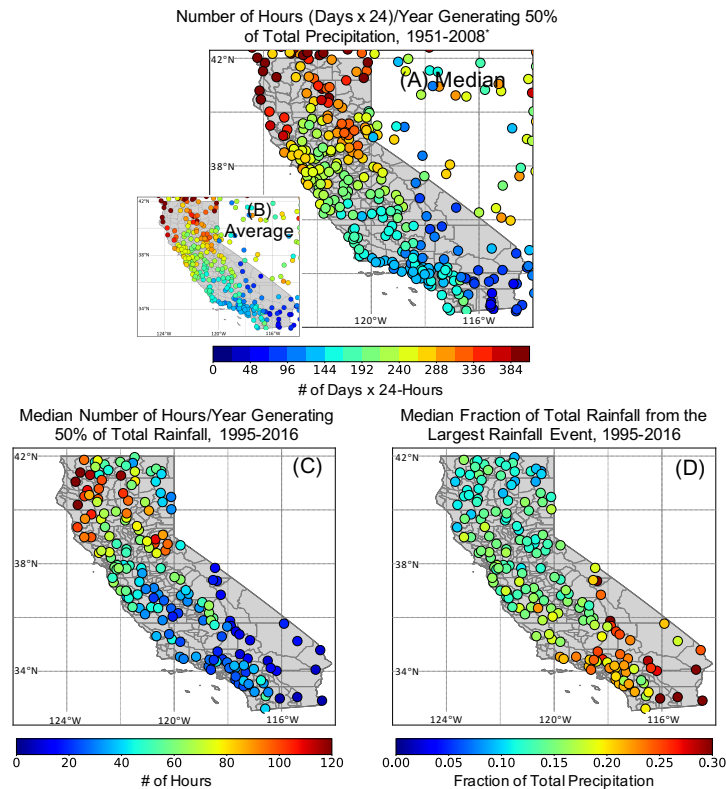 Number of Hours (Days x 24)/Year Generating 50%
of Total Precipitation, 1951-2008*
42°N
(A) Median
38°N
42°N
(B)
Average
38°N
34°N
124°W 120°W 116°W
120°W 116°W
0 48 96 144 192 240 288 336 384
# of Days x 24-Hours
Median Number of Hours/Year Generating
50% of Total Rainfall, 1995-2016
42°N
(C)
38°N
34°N
124°W 120°W 116°W
0 20 40 60 80 100 120
# of Hours
Median Fraction of Total Rainfall from the
Largest Rainfall Event, 1995-2016
42°N
(D)
38°N
34°N
124°W 120°W 116°W
0.00 0.05 0.10 0.15 0.20 0.25 0.30
Fraction of Total Precipitation